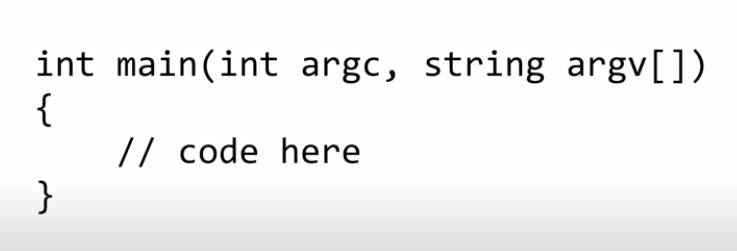 int main(int argc, string argv[])
{
    // code here
}